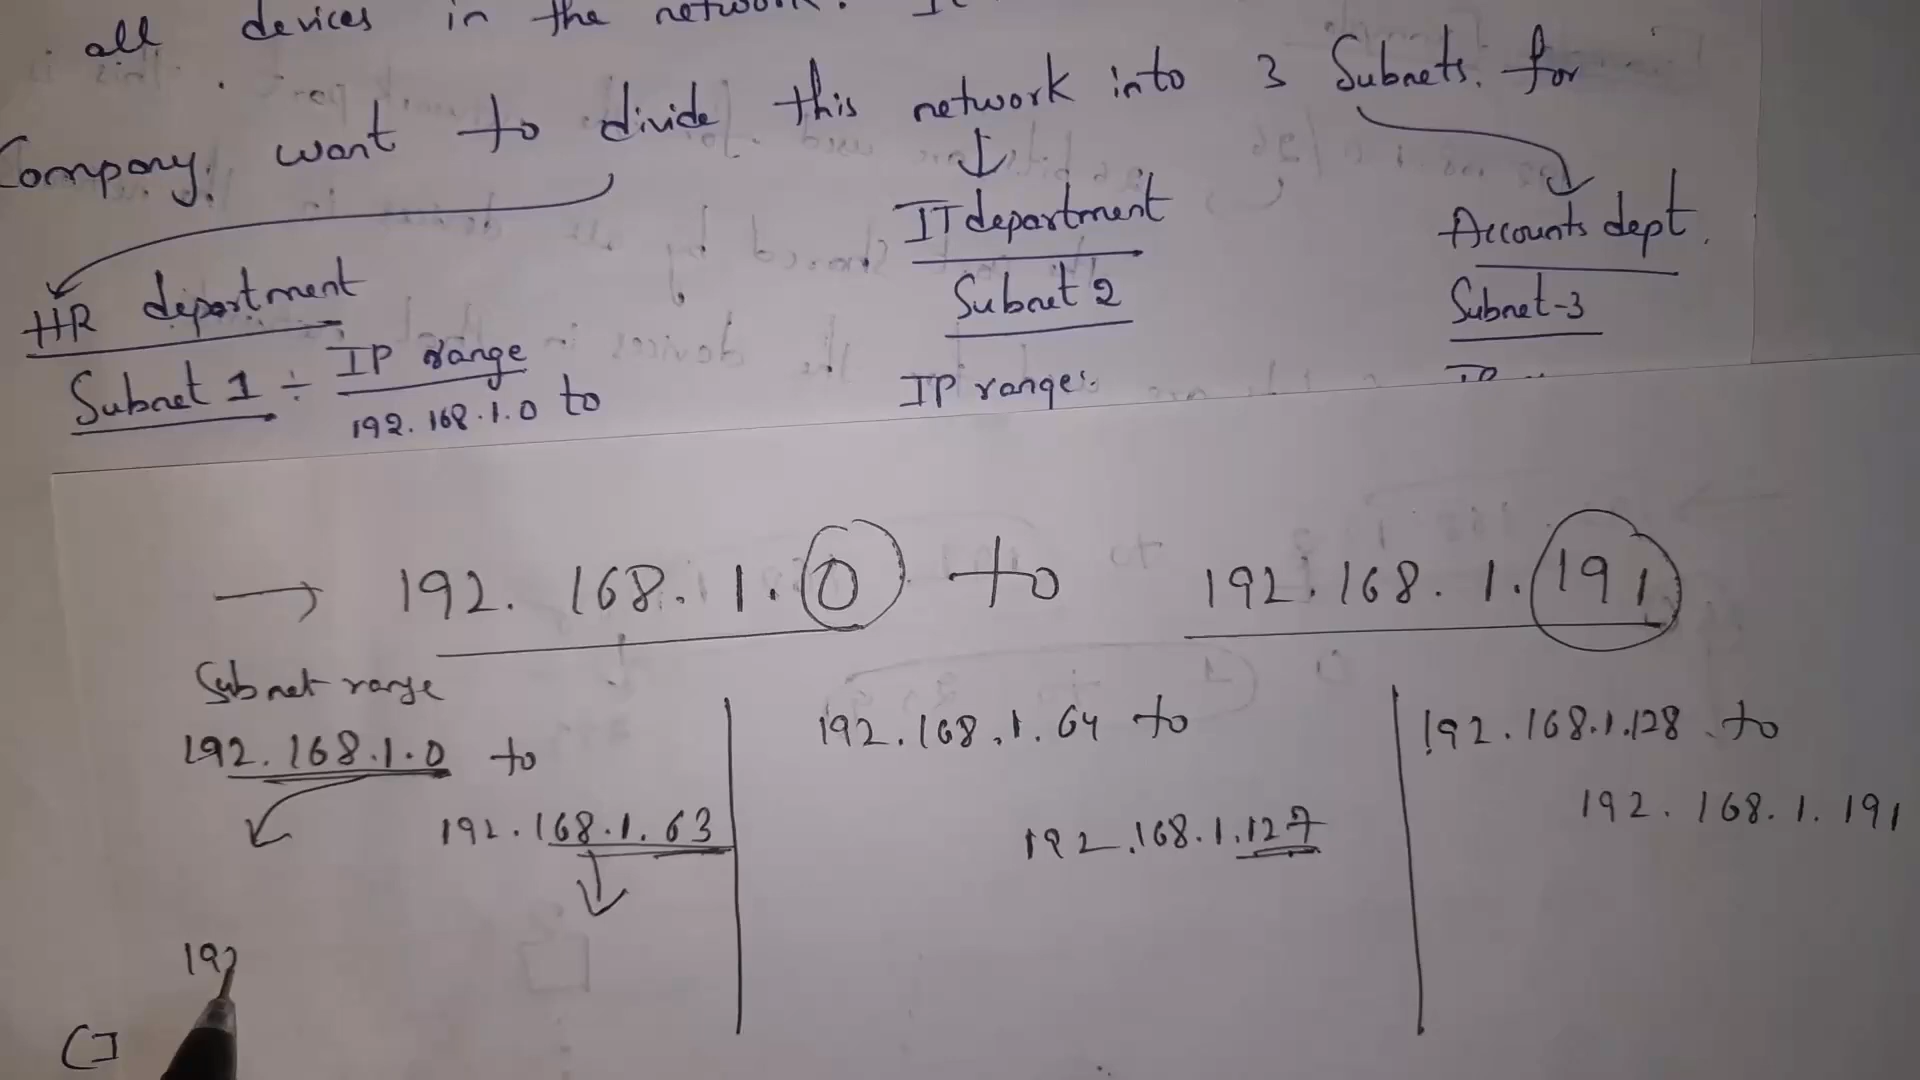 all devices in the network.
Company, want to divide this network into 3 Subnets. for
HR department
IT department
Accounts dept.
Subnet 1 ÷ IP range
192.168.1.0 to
Subnet 2
IP range:
Subnet-3
→ 192.168.1.0 to 192.168.1.191
Subnet range
192.168.1.0 to
192.168.1.63
192.168.1.64 to
192.168.1.127
192.168.1.128 to
192.168.1.191
192